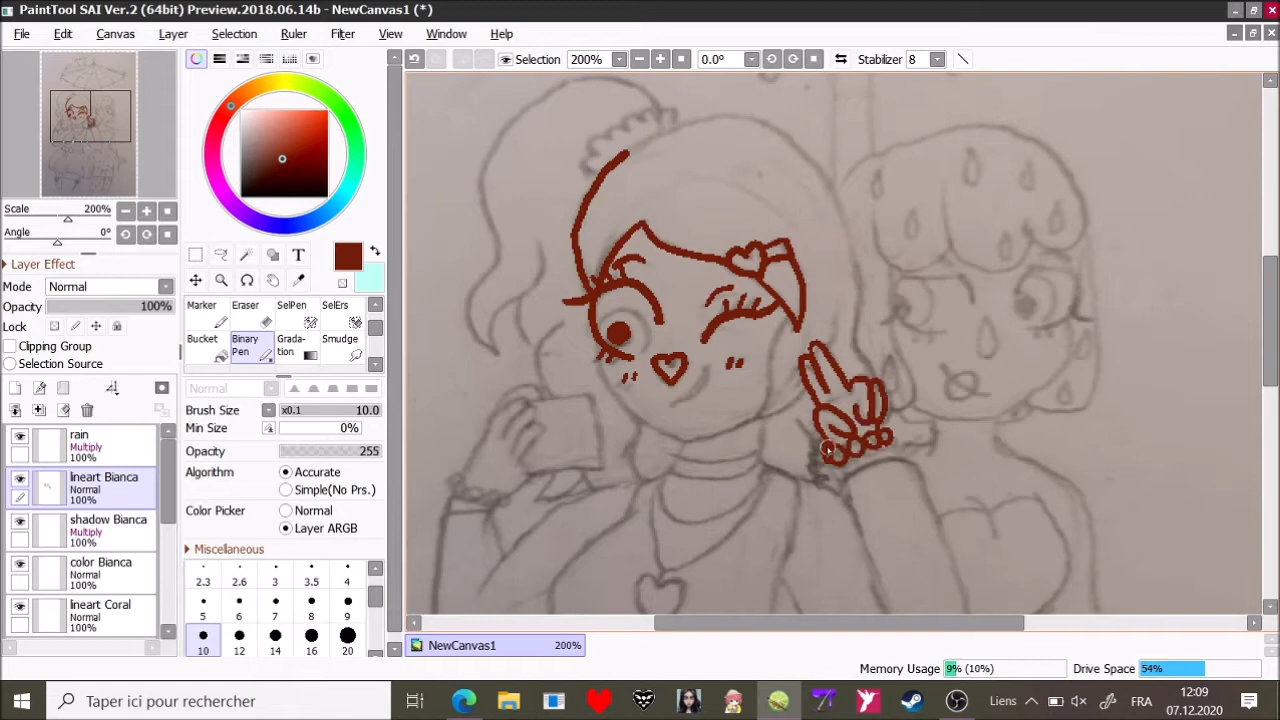 PaintTool SAI Ver.2 (64bit) Preview.2018.06.14b - NewCanvas1 (*)
File Edit Canvas Layer Selection Ruler Filter View Window Help
Selection 200% 0.0º Stabilizer 8
Scale 200%
Angle 0º
Layer Effect
Mode Normal
Opacity 100%
Lock
Clipping Group
Selection Source
rain
Multiply
100%
lineart Bianca
Normal
100%
shadow Bianca
Multiply
100%
color Bianca
Normal
100%
lineart Coral
Normal
100%
T
Marker Eraser SelPen SelErs
Bucket Binary Pen Grada-tion Smudge
Normal
Brush Size x0.1 10.0
Min Size 0%
Opacity 255
Algorithm Accurate
Simple(No Prs.)
Color Picker Normal
Layer ARGB
Miscellaneous
2.3 2.6 3 3.5 4
5 6 7 8 9
10 12 14 16 20
NewCanvas1 200%
Memory Usage 9% (10%) Drive Space 54%
Taper ici pour rechercher
Liens FRA 12:09
07.12.2020